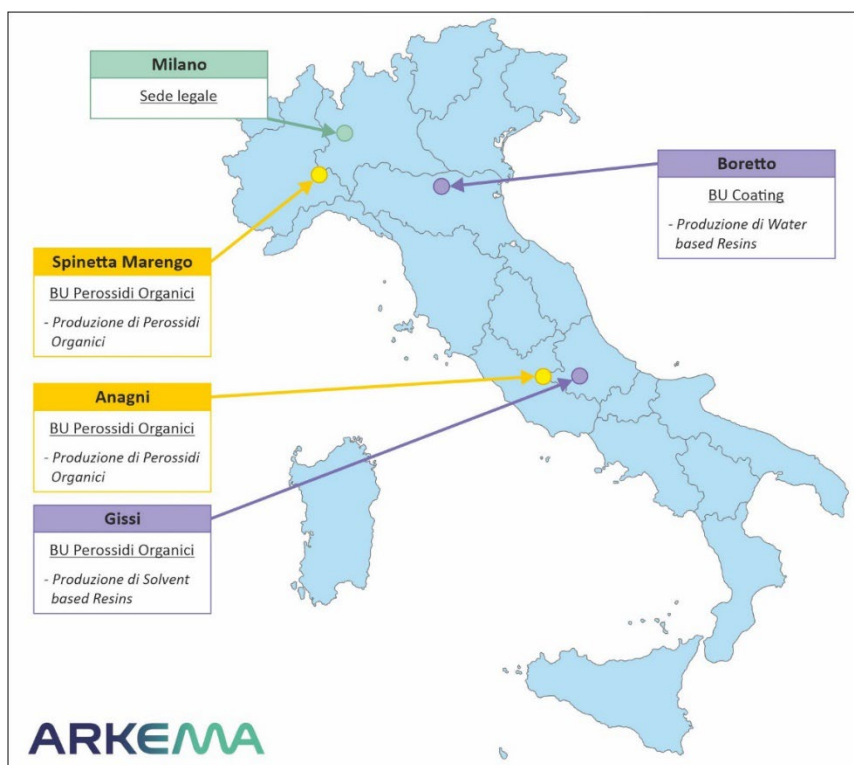 Milano
Sede legale
Boretto
BU Coating
- Produzione di Water
based Resins
Spinetta Marengo
BU Perossidi Organici
- Produzione di Perossidi
Organici
Anagni
BU Perossidi Organici
- Produzione di Perossidi
Organici
Gissi
BU Perossidi Organici
- Produzione di Solvent
based Resins
ARKEMA